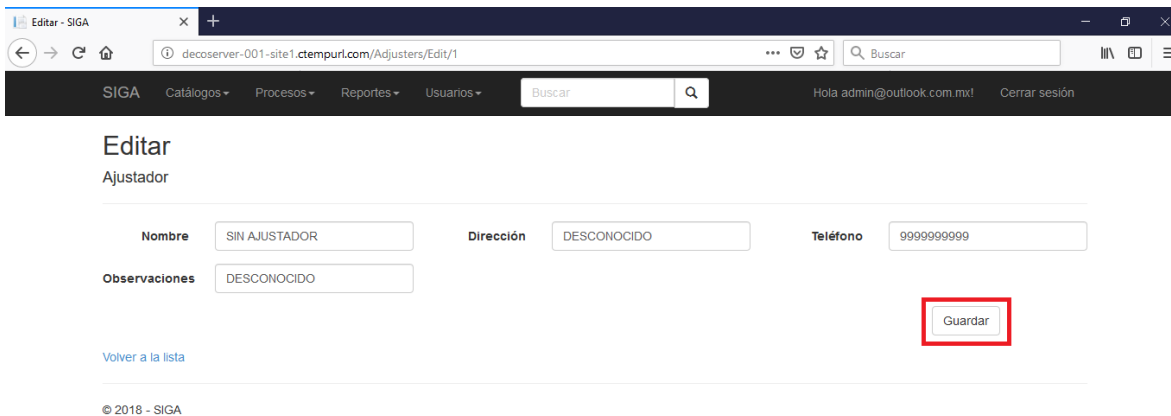 Editar - SIGA
decoserver-001-site1.ctempurl.com/Adjusters/Edit/1
Buscar
SIGA Catálogos Procesos Reportes Usuarios Buscar Hola admin@outlook.com.mx! Cerrar sesión
Editar
Ajustador
Nombre SIN AJUSTADOR Dirección DESCONOCIDO Teléfono 9999999999
Observaciones DESCONOCIDO
Guardar
Volver a la lista
© 2018 - SIGA